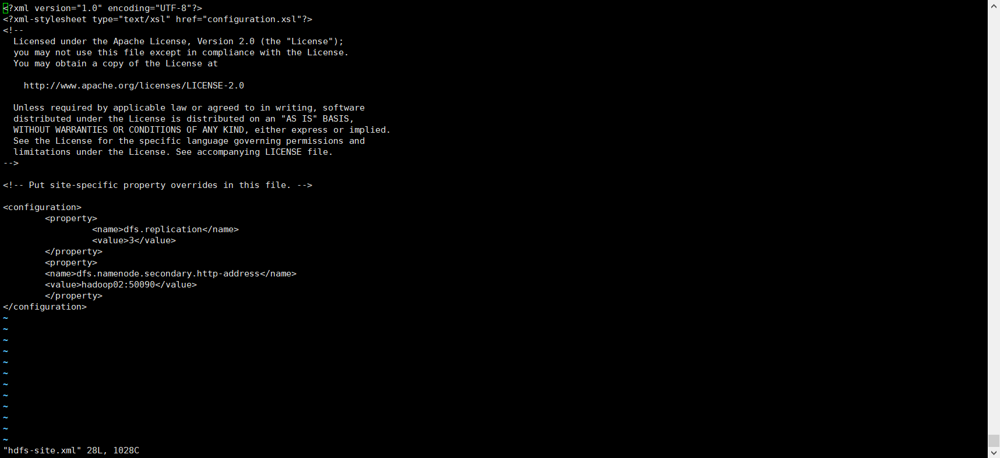 <?xml version="1.0" encoding="UTF-8"?>
<?xml-stylesheet type="text/xsl" href="configuration.xsl"?>
<!--
  Licensed under the Apache License, Version 2.0 (the "License");
  you may not use this file except in compliance with the License.
  You may obtain a copy of the License at

    http://www.apache.org/licenses/LICENSE-2.0

  Unless required by applicable law or agreed to in writing, software
  distributed under the License is distributed on an "AS IS" BASIS,
  WITHOUT WARRANTIES OR CONDITIONS OF ANY KIND, either express or implied.
  See the License for the specific language governing permissions and
  limitations under the License. See accompanying LICENSE file.
-->

<!-- Put site-specific property overrides in this file. -->

<configuration>
        <property>
                 <name>dfs.replication</name>
                 <value>3</value>
        </property>
        <property>
        <name>dfs.namenode.secondary.http-address</name>
        <value>hadoop02:50090</value>
        </property>
</configuration>
~
~
~
~
~
~
~
~
~
~
~
~
"hdfs-site.xml" 28L, 1028C